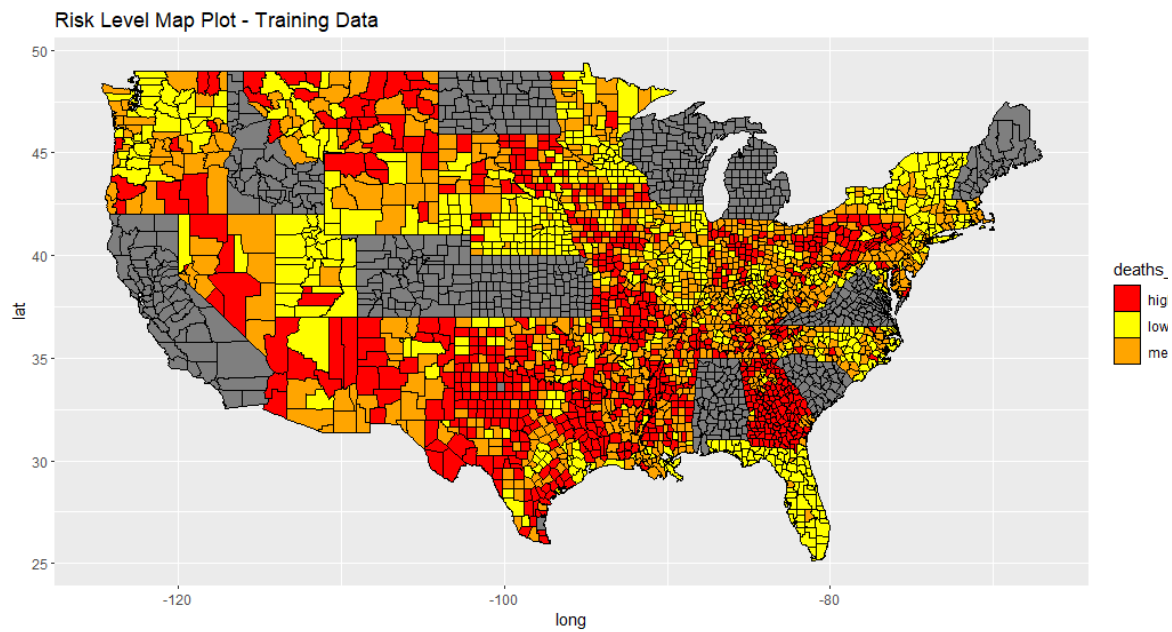 Risk Level Map Plot - Training Data
50
45
40
35
30
25
lat
-120
-100
-80
long
deaths_
hig
low
me